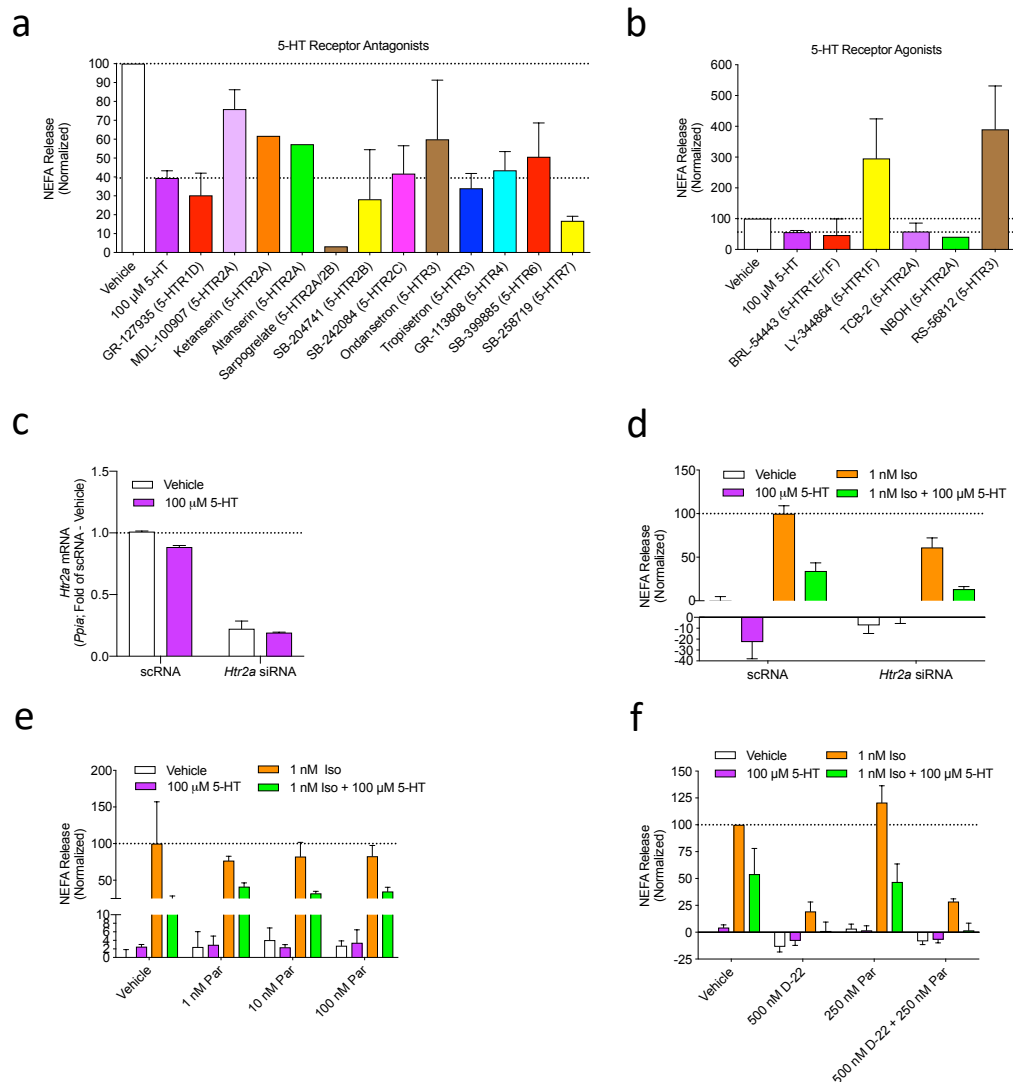 a
5-HT Receptor Antagonists
NEFA Release
(Normalized)
100
90
80
70
60
50
40
30
20
10
0
Vehicle
100 µM 5-HT
GR-127935 (5-HTR1D)
MDL-100907 (5-HTR2A)
Ketanserin (5-HTR2A)
Altanserin (5-HTR2A)
Sarpogrelate (5-HTR2A/2B)
SB-204741 (5-HTR2B)
SB-242084 (5-HTR2C)
Ondansetron (5-HTR3)
Tropisetron (5-HTR3)
GR-113808 (5-HTR4)
SB-399885 (5-HTR6)
SB-258719 (5-HTR7)
b
5-HT Receptor Agonists
NEFA Release
(Normalized)
600
500
400
300
200
100
0
Vehicle
100 µM 5-HT
BRL-54443 (5-HTR1E/1F)
LY-344864 (5-HTR1F)
TCB-2 (5-HTR2A)
NBOH (5-HTR2A)
RS-56812 (5-HTR3)
c
Vehicle
100 µM 5-HT
Htr2a mRNA
(Ppia; Fold of scRNA - Vehicle)
1.5
1.0
0.5
0.0
scRNA
Htr2a siRNA
d
Vehicle
100 µM 5-HT
1 nM Iso
1 nM Iso + 100 µM 5-HT
NEFA Release
(Normalized)
150
100
50
0
0
-10
-20
-30
-40
scRNA
Htr2a siRNA
e
Vehicle
100 µM 5-HT
1 nM Iso
1 nM Iso + 100 µM 5-HT
NEFA Release
(Normalized)
200
150
100
50
10
8
6
4
2
0
Vehicle
1 nM Par
10 nM Par
100 nM Par
f
Vehicle
100 µM 5-HT
1 nM Iso
1 nM Iso + 100 µM 5-HT
NEFA Release
(Normalized)
150
125
100
75
50
25
0
-25
Vehicle
500 nM D-22
250 nM Par
500 nM D-22 + 250 nM Par